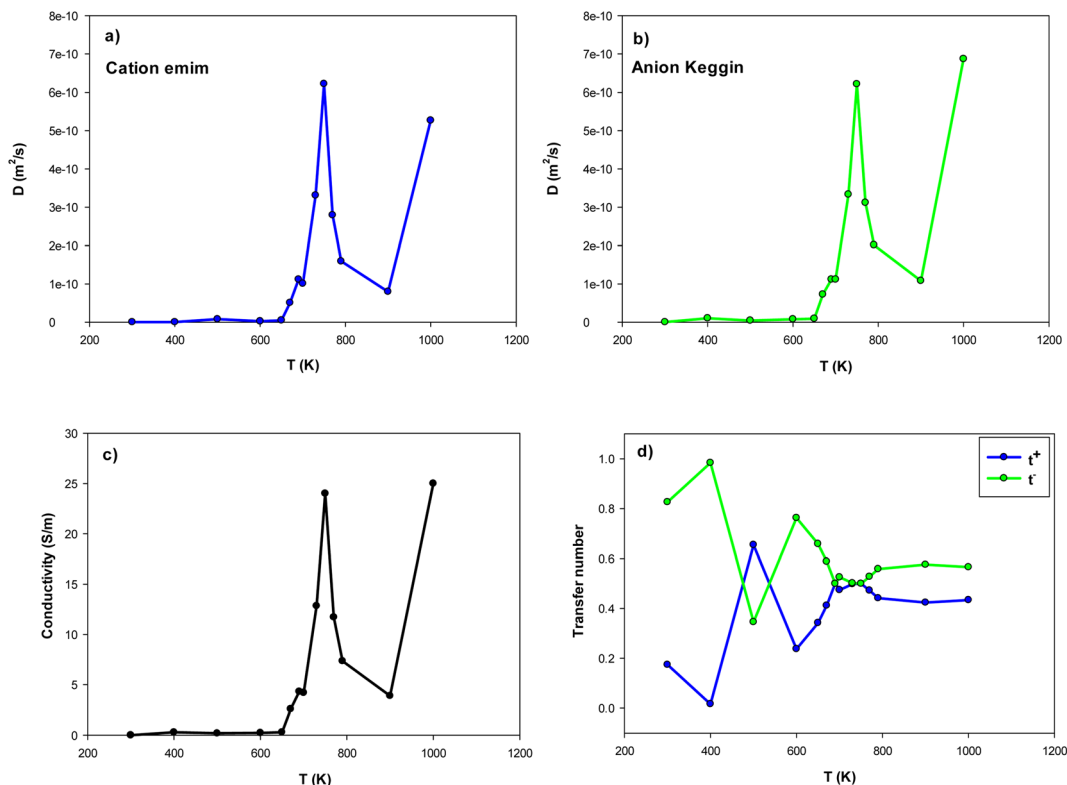 a)
Cation emim
8e-10
7e-10
6e-10
5e-10
4e-10
3e-10
2e-10
1e-10
0
D (m²/s)
200 400 600 800 1000 1200
T (K)
b)
Anion Keggin
8e-10
7e-10
6e-10
5e-10
4e-10
3e-10
2e-10
1e-10
0
D (m²/s)
200 400 600 800 1000 1200
T (K)
c)
30
25
20
15
10
5
0
Conductivity (S/m)
200 400 600 800 1000 1200
T (K)
d)
t⁺
t⁻
1.0
0.8
0.6
0.4
0.2
0.0
Transfer number
200 400 600 800 1000 1200
T (K)